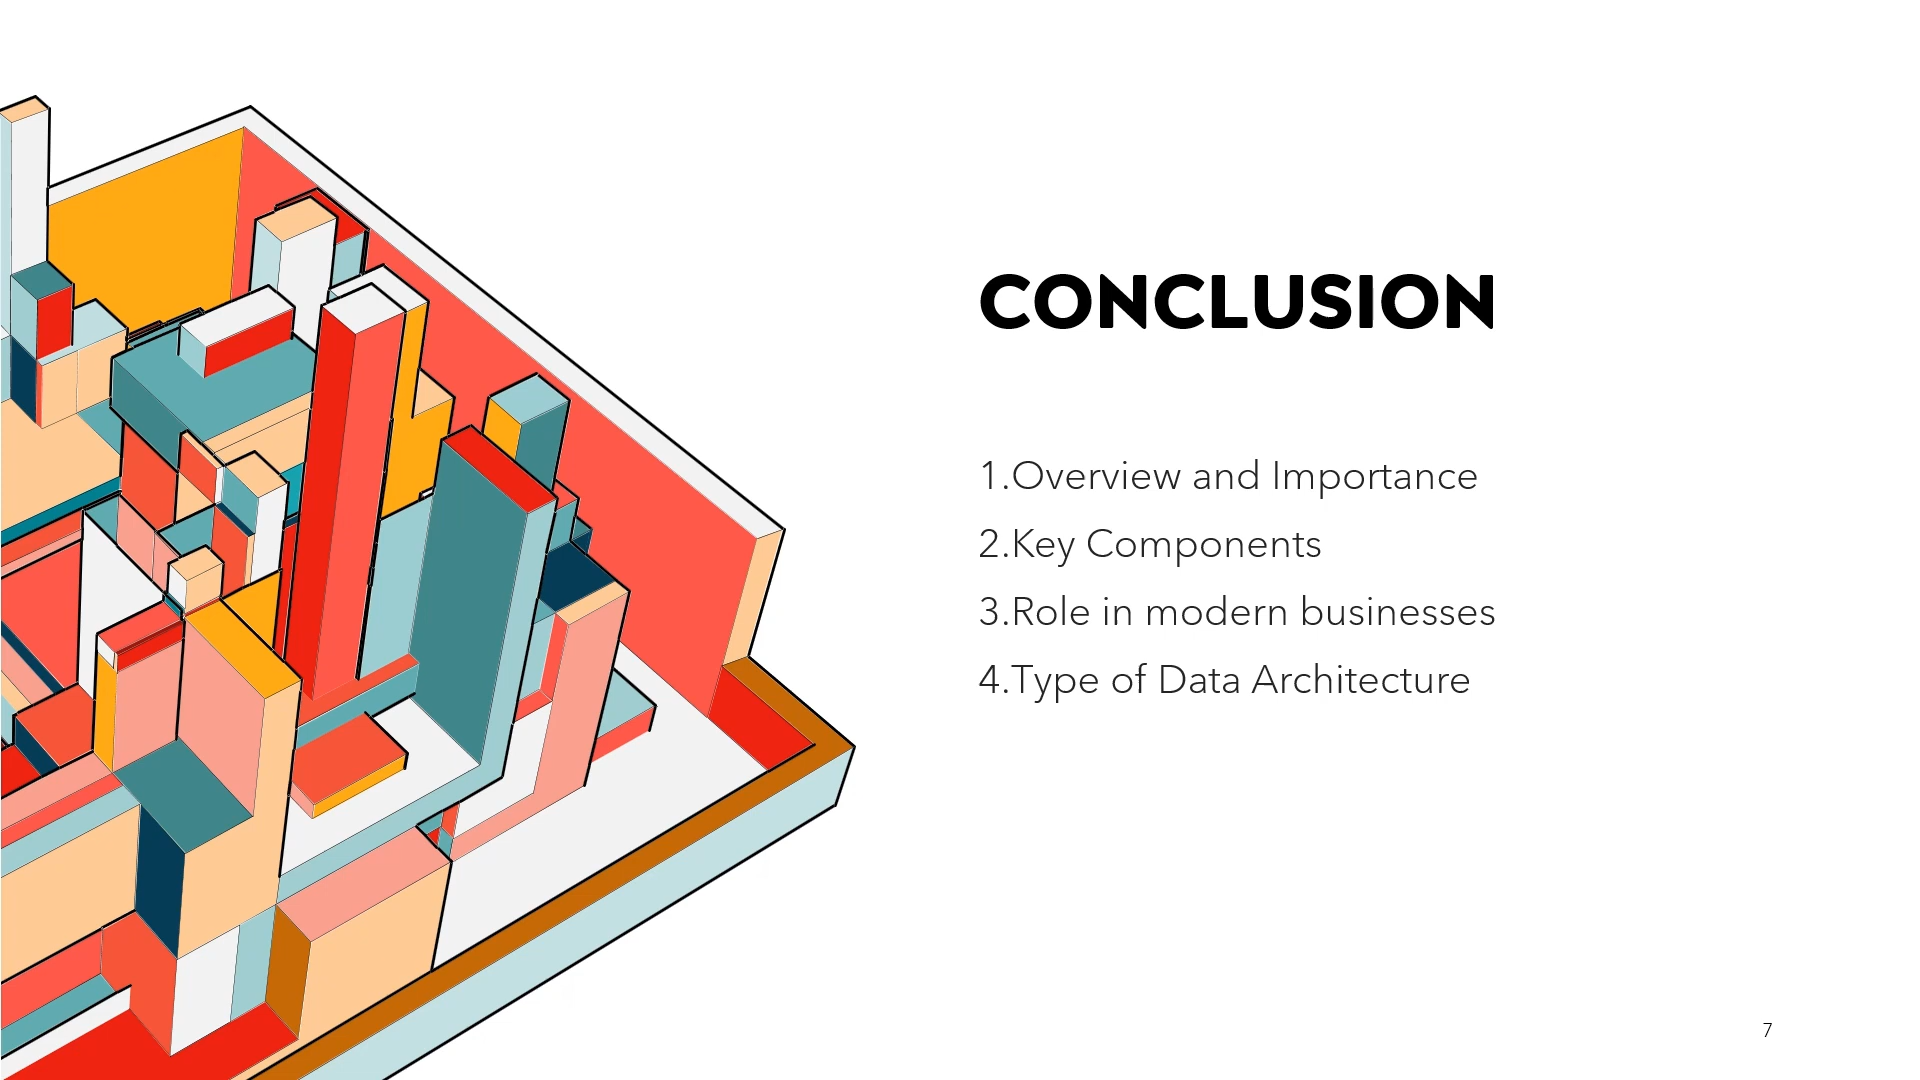 CONCLUSION
1.Overview and Importance
2.Key Components
3.Role in modern businesses
4.Type of Data Architecture
7